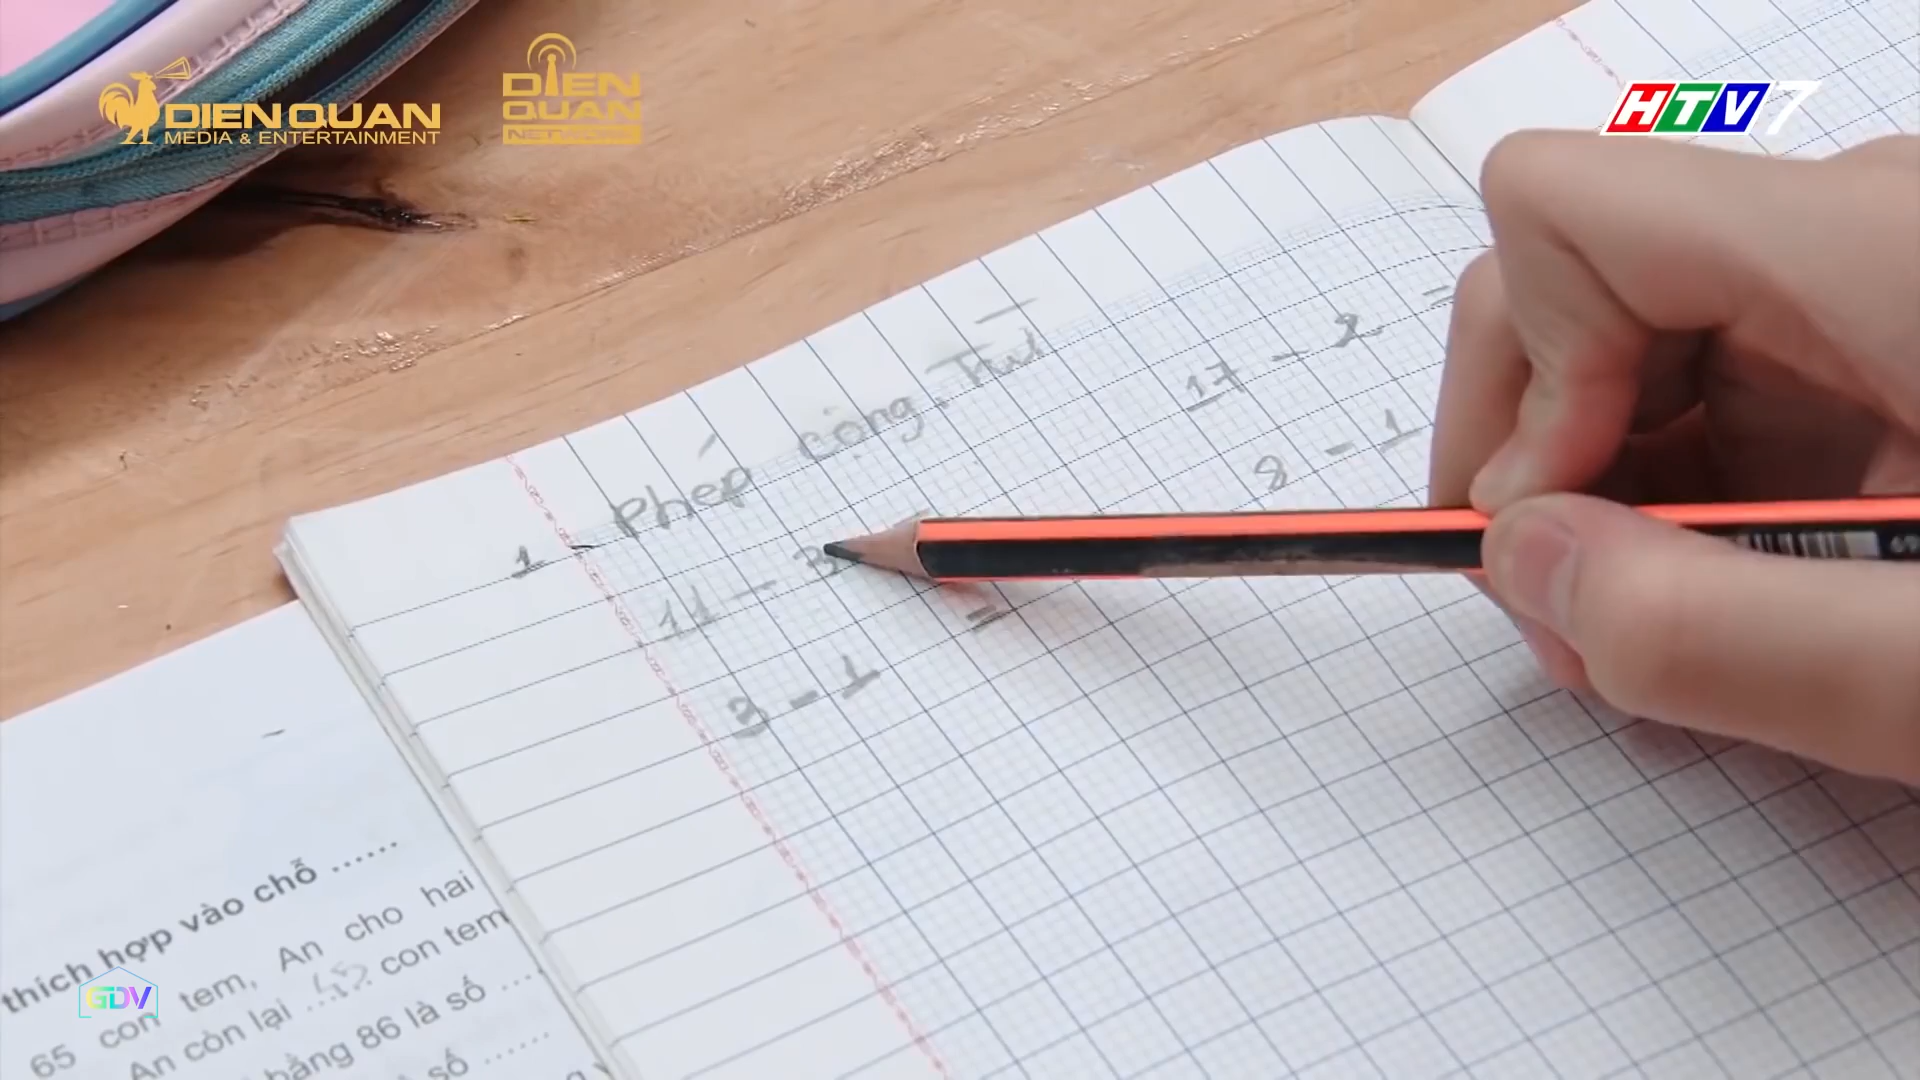 DIEN QUAN
MEDIA & ENTERTAINMENT
DIEN
QUAN
NETWORK
HTV7
Phép cộng, Trừ
1
11 - 3
17 - 2 =
3 - 1 =
8 - 1
thích hợp vào chỗ ......
65 con tem, An cho hai
An còn lại ... con tem
bằng 86 là số ....
số ......
GDV